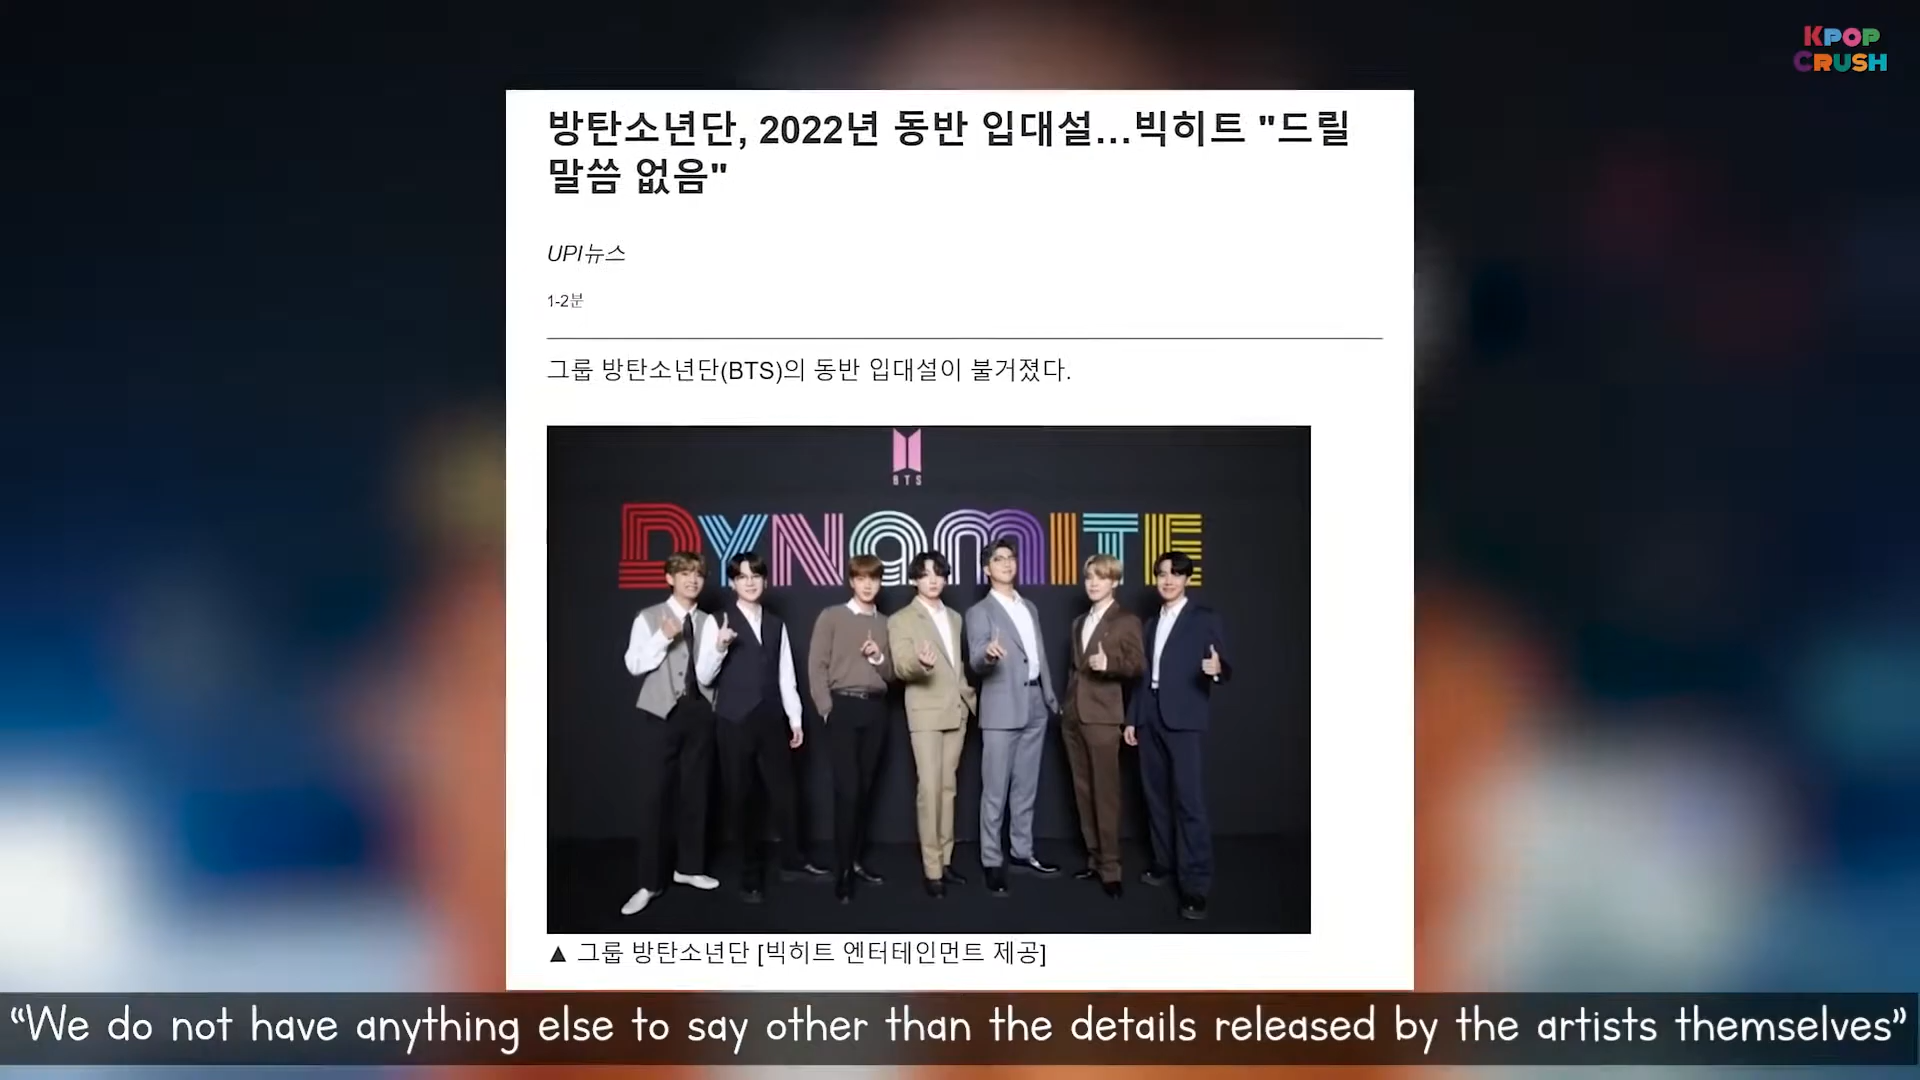 KPOP
CRUSH
방탄소년단, 2022년 동반 입대설...빅히트 "드릴
말씀 없음"
UPI뉴스
1-2분
그룹 방탄소년단(BTS)의 동반 입대설이 불거졌다.
BTS
DYNAMITE
▲ 그룹 방탄소년단 [빅히트 엔터테인먼트 제공]
“We do not have anything else to say other than the details released by the artists themselves”